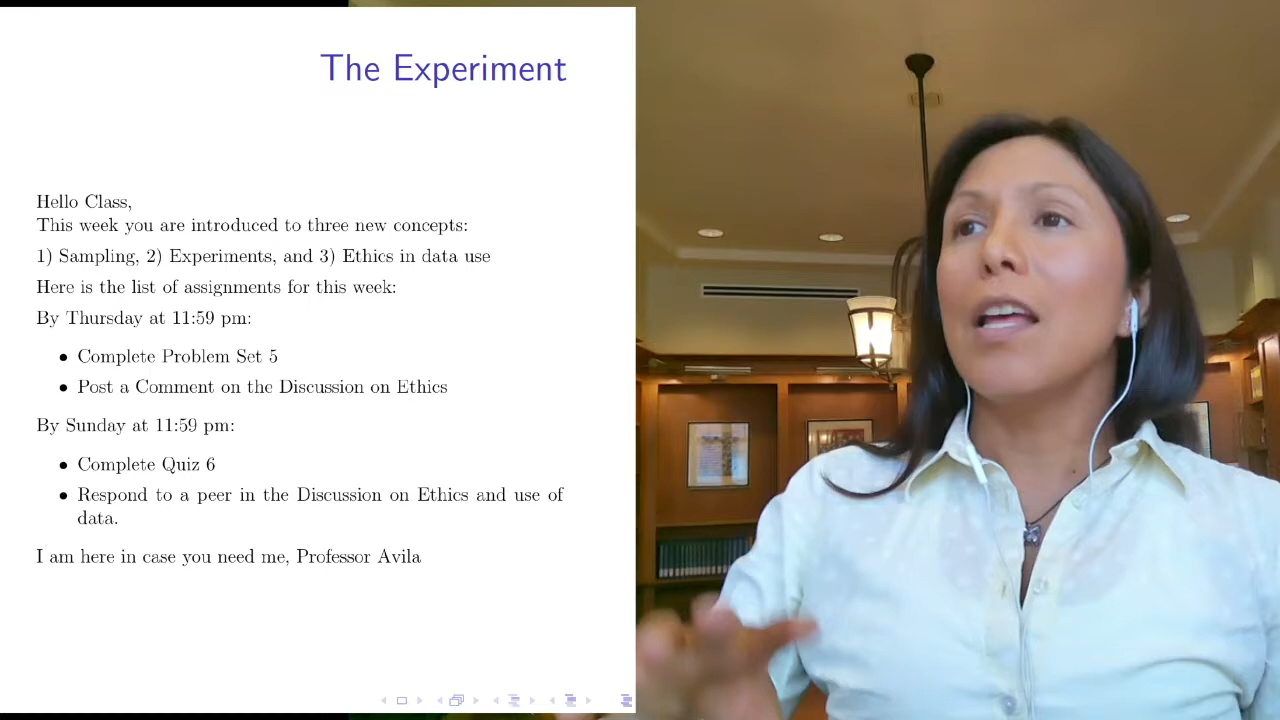 The Experiment
Hello Class,
This week you are introduced to three new concepts:
1) Sampling, 2) Experiments, and 3) Ethics in data use
Here is the list of assignments for this week:
By Thursday at 11:59 pm:
• Complete Problem Set 5
• Post a Comment on the Discussion on Ethics
By Sunday at 11:59 pm:
• Complete Quiz 6
• Respond to a peer in the Discussion on Ethics and use of
data.
I am here in case you need me, Professor Avila